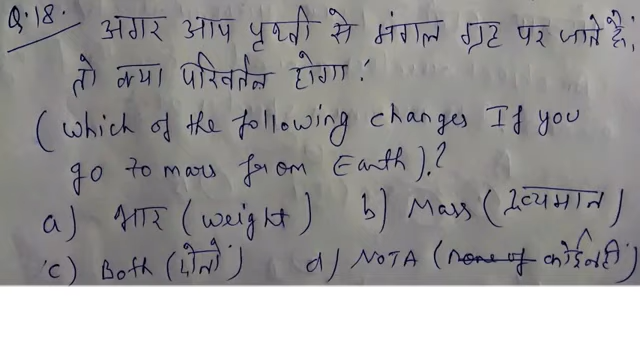 Q.18. अगर आप पृथ्वी से मंगल ग्रह पर जाते है;
तो क्या परिवर्तन होगा:
(which of the following changes If you
go to mars from Earth).?
a) भार (weight) b) Mass (द्रव्यमान)
c) Both (दोनों) d) NOTA (none of कोई नहीं)